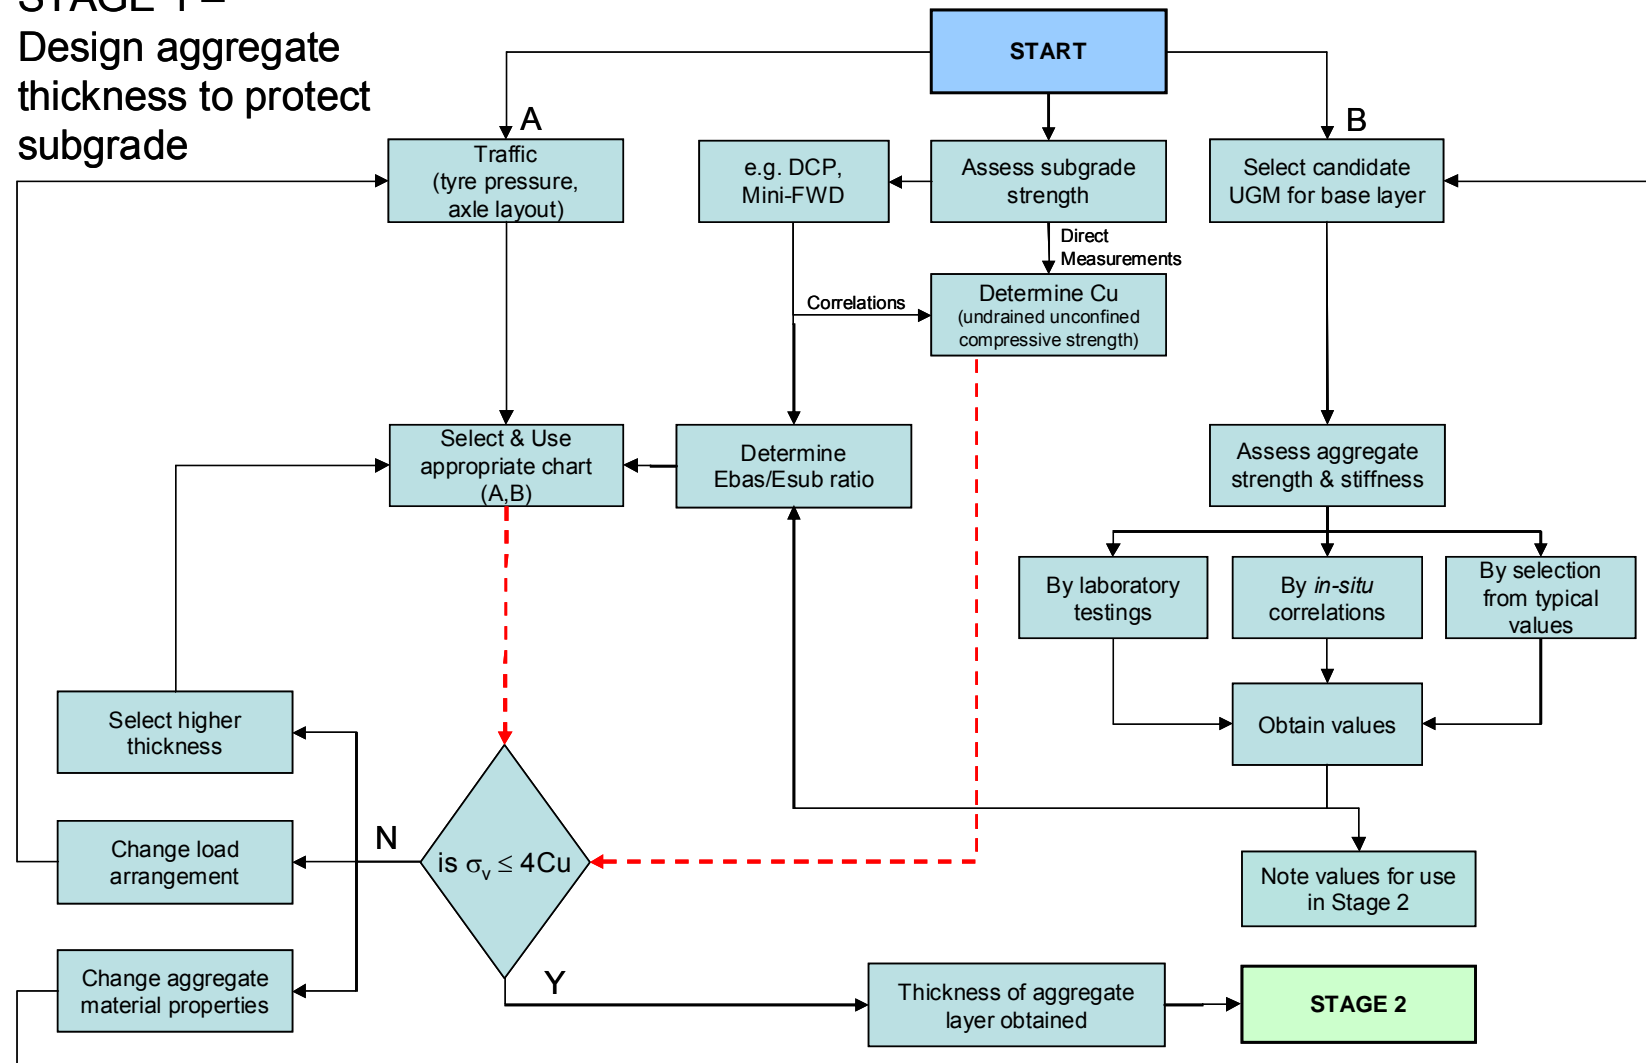 STAGE 1 –
Design aggregate
thickness to protect
subgrade
START
A
B
Traffic
(tyre pressure,
axle layout)
e.g. DCP,
Mini-FWD
Assess subgrade
strength
Select candidate
UGM for base layer
Direct
Measurements
Correlations
Determine Cu
(undrained unconfined
compressive strength)
Select & Use
appropriate chart
(A,B)
Determine
Ebas/Esub ratio
Assess aggregate
strength & stiffness
By laboratory
testings
By in-situ
correlations
By selection
from typical
values
Select higher
thickness
Obtain values
Change load
arrangement
N
is σv ≤ 4Cu
Note values for use
in Stage 2
Change aggregate
material properties
Y
Thickness of aggregate
layer obtained
STAGE 2